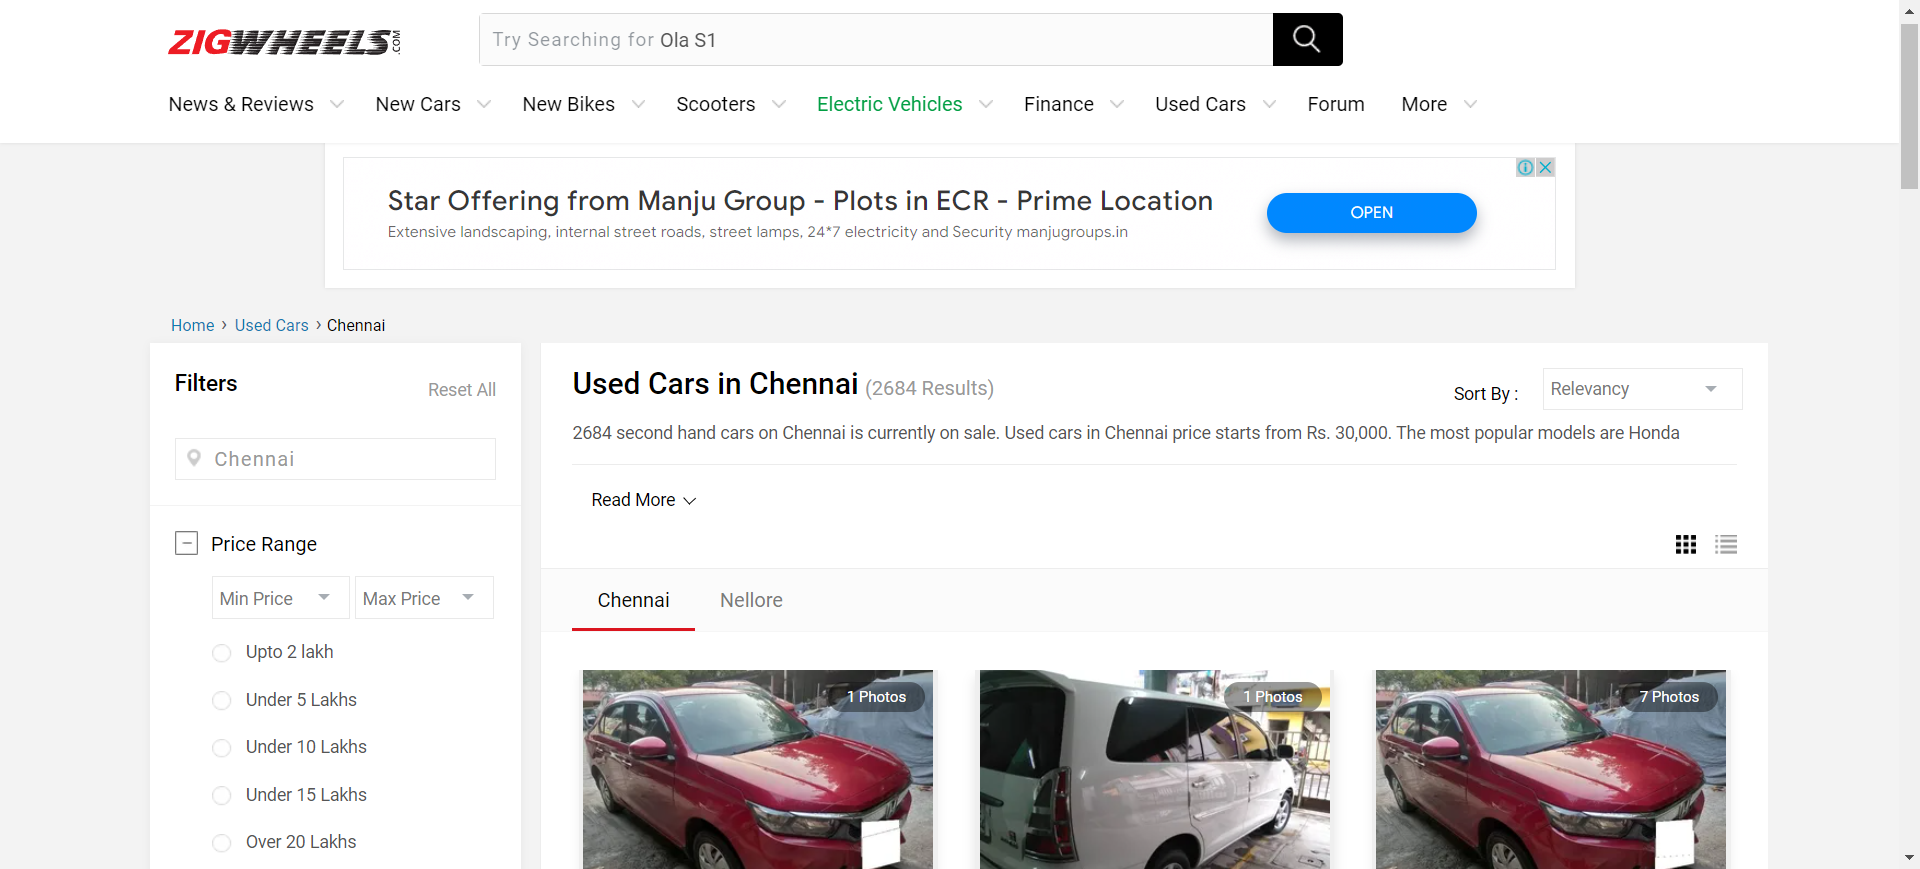 ZIGWHEELS.COM
Try Searching for Ola S1
News & Reviews New Cars New Bikes Scooters Electric Vehicles Finance Used Cars Forum More
Star Offering from Manju Group - Plots in ECR - Prime Location
Extensive landscaping, internal street roads, street lamps, 24*7 electricity and Security manjugroups.in
OPEN
Home › Used Cars › Chennai
Filters
Reset All
Chennai
Price Range
Min Price Max Price
Upto 2 lakh
Under 5 Lakhs
Under 10 Lakhs
Under 15 Lakhs
Over 20 Lakhs
Used Cars in Chennai (2684 Results)
Sort By : Relevancy
2684 second hand cars on Chennai is currently on sale. Used cars in Chennai price starts from Rs. 30,000. The most popular models are Honda
Read More
Chennai Nellore
1 Photos
1 Photos
7 Photos